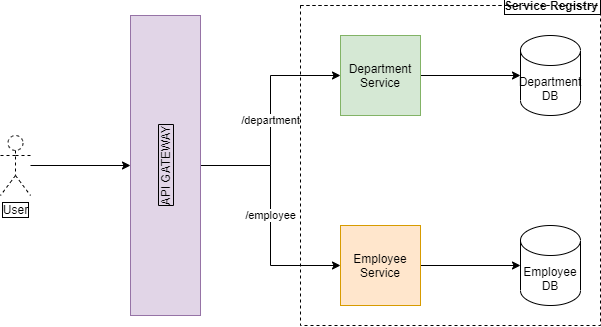 Service Registry
Department
Service
Department
DB
/department
API GATEWAY
User
/employee
Employee
Service
Employee
DB